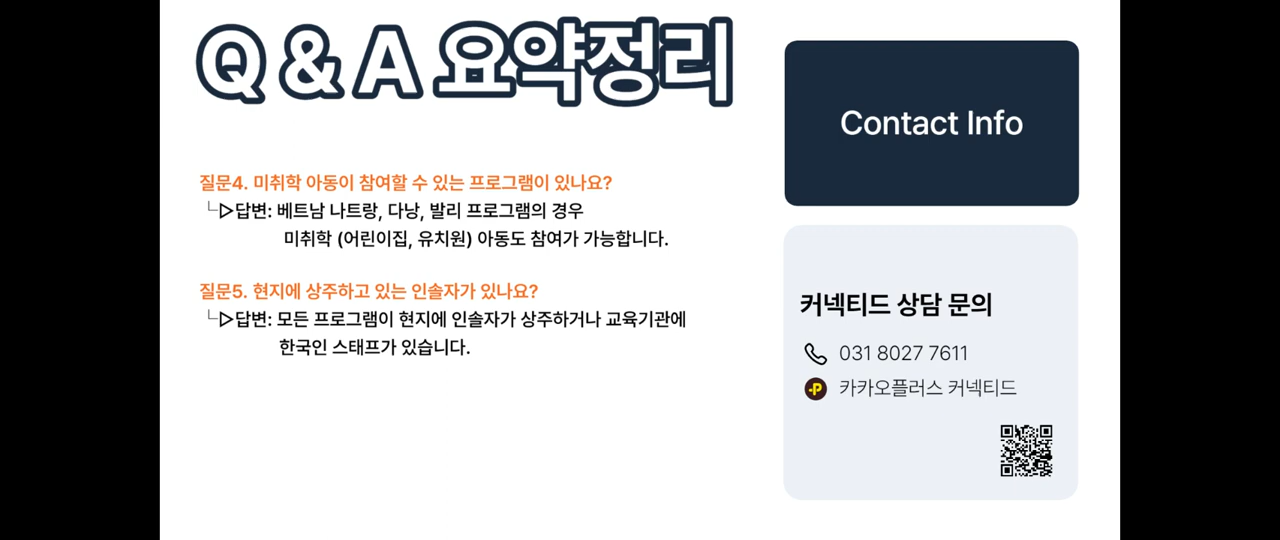 Q & A 요약정리
질문4. 미취학 아동이 참여할 수 있는 프로그램이 있나요?
└▷답변: 베트남 나트랑, 다낭, 발리 프로그램의 경우
미취학 (어린이집, 유치원) 아동도 참여가 가능합니다.
질문5. 현지에 상주하고 있는 인솔자가 있나요?
└▷답변: 모든 프로그램이 현지에 인솔자가 상주하거나 교육기관에
한국인 스태프가 있습니다.
Contact Info
커넥티드 상담 문의
031 8027 7611
P 카카오플러스 커넥티드